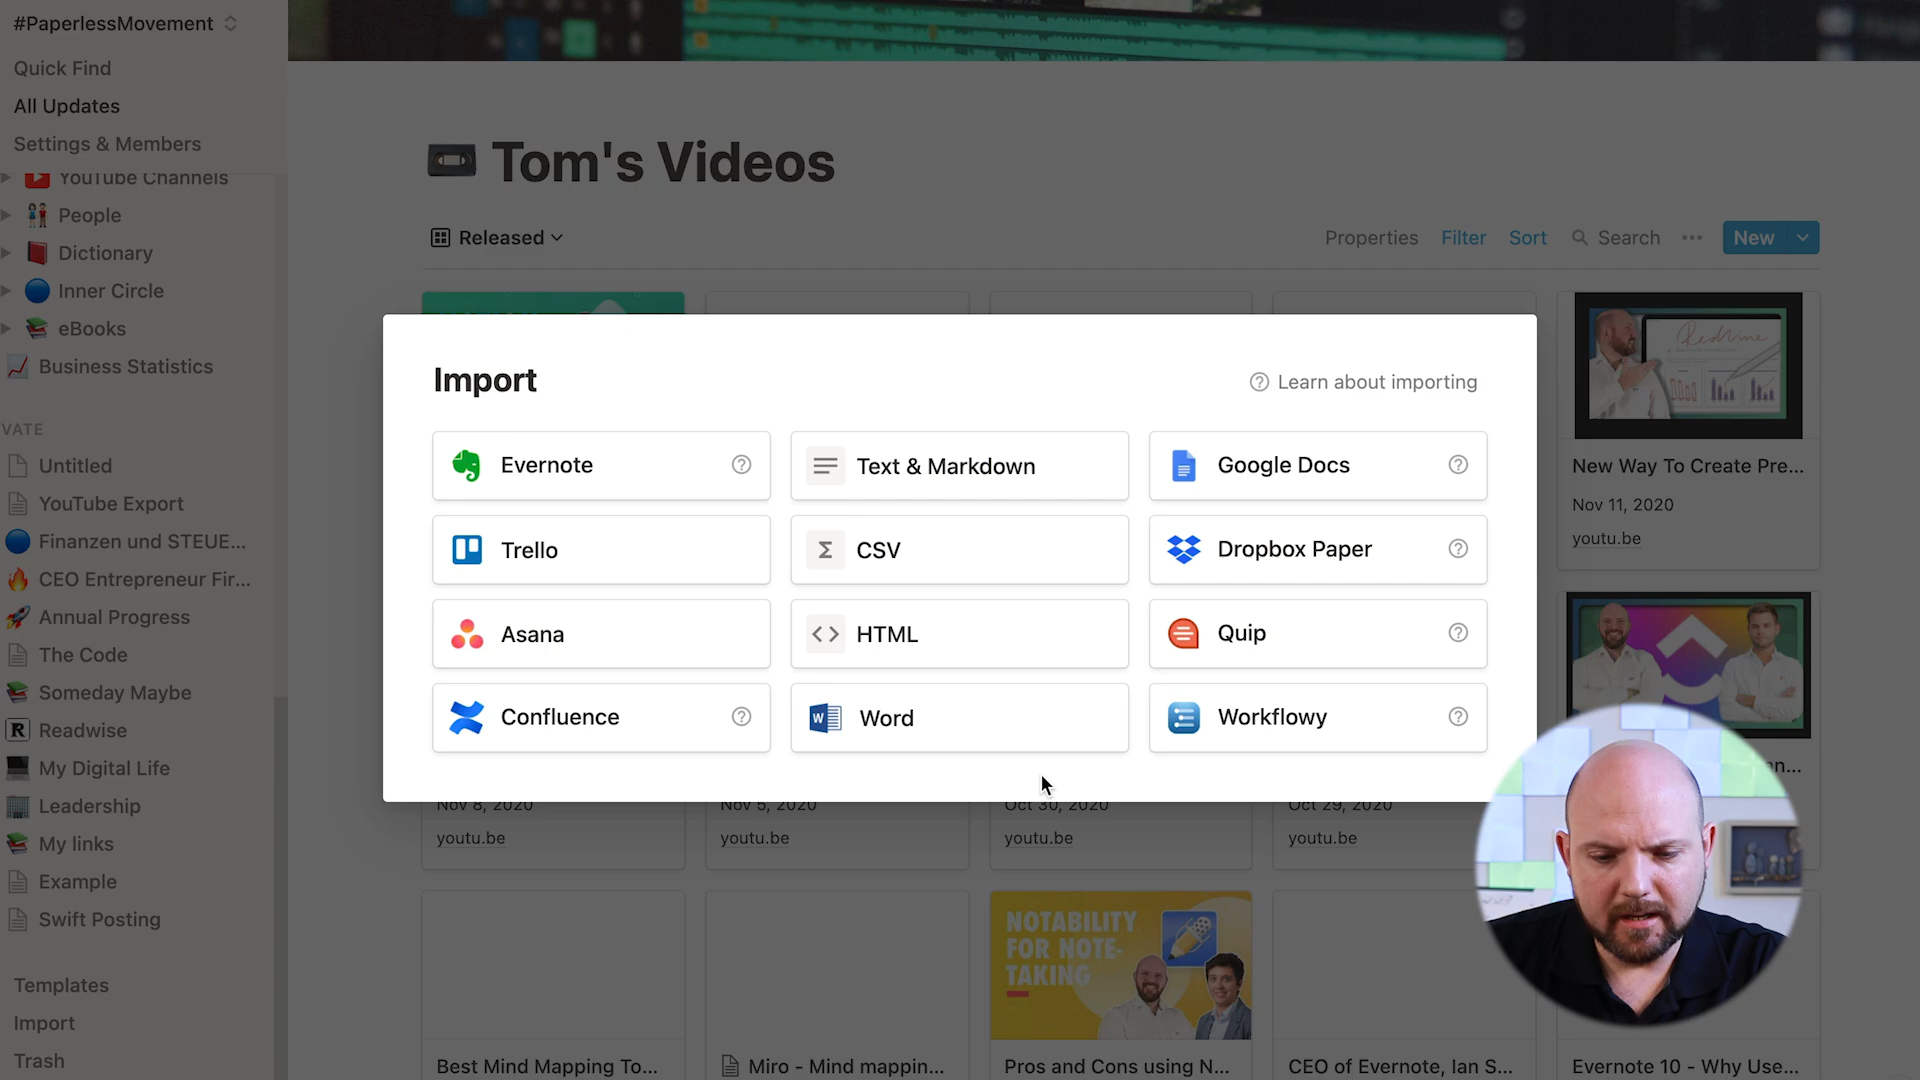 #PaperlessMovement
Quick Find
All Updates
Settings & Members
YouTube Channels
People
Dictionary
Inner Circle
eBooks
Business Statistics
VATE
Untitled
YouTube Export
Finanzen und STEUE...
CEO Entrepreneur Fir...
Annual Progress
The Code
Someday Maybe
Readwise
My Digital Life
Leadership
My links
Example
Swift Posting
Templates
Import
Trash
Tom's Videos
Released
Properties
Filter
Sort
Search
New
Import
Learn about importing
Evernote
Text & Markdown
Google Docs
Trello
CSV
Dropbox Paper
Asana
HTML
Quip
Confluence
Word
Workflowy
New Way To Create Pre...
Nov 11, 2020
youtu.be
Nov 8, 2020
Nov 5, 2020
Oct 30, 2020
Oct 29, 2020
youtu.be
youtu.be
youtu.be
youtu.be
NOTABILITY
FOR NOTE-
TAKING
Best Mind Mapping To...
Miro - Mind mappin...
Pros and Cons using N...
CEO of Evernote, Ian S...
Evernote 10 - Why Use...